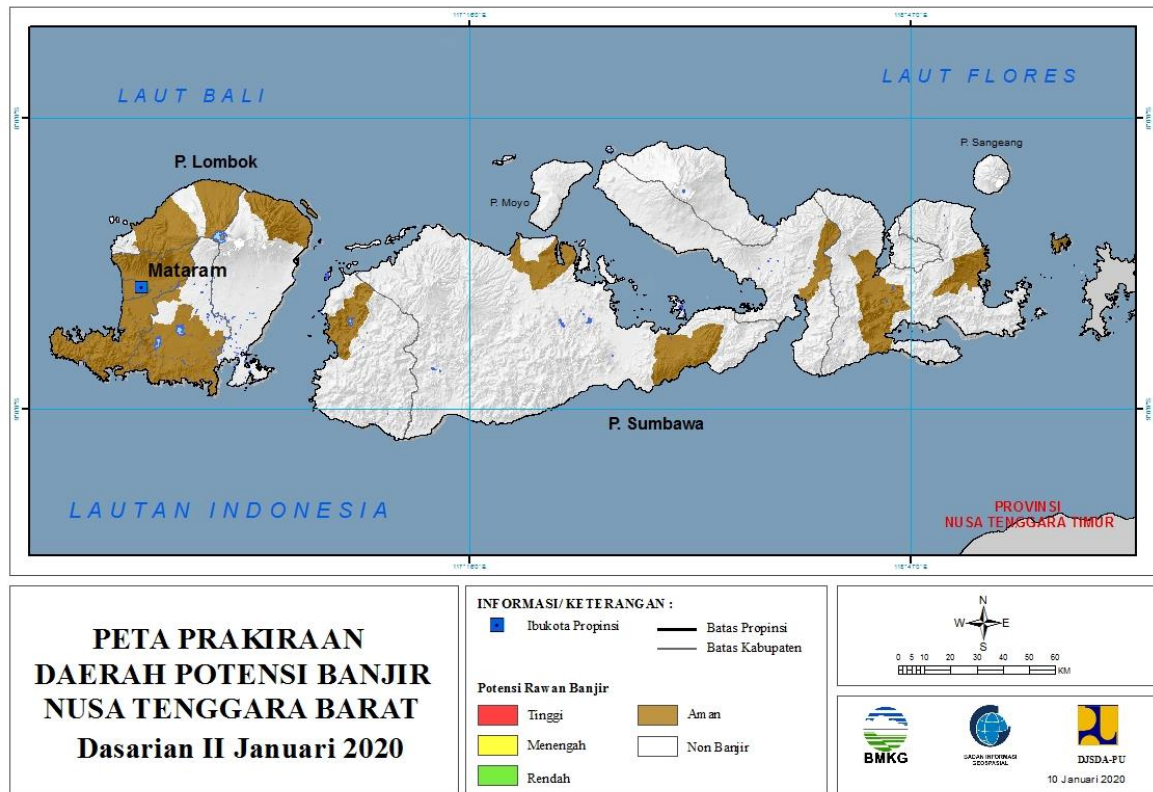 LAUT BALI
LAUT FLORES
P. Lombok
P. Sangeang
P. Moyo
Mataram
P. Sumbawa
LAUTAN INDONESIA
PROVINSI
NUSA TENGGARA TIMUR
PETA PRAKIRAAN
DAERAH POTENSI BANJIR
NUSA TENGGARA BARAT
Dasarian II Januari 2020
INFORMASI/ KETERANGAN :
Ibukota Propinsi
Batas Propinsi
Batas Kabupaten
Potensi Rawan Banjir
Tinggi
Aman
Menengah
Non Banjir
Rendah
N
W E
S
0 5 10 20 30 40 50 60
KM
BMKG
BADAN INFORMASI
GEOSPASIAL
DJSDA-PU
10 Januari 2020